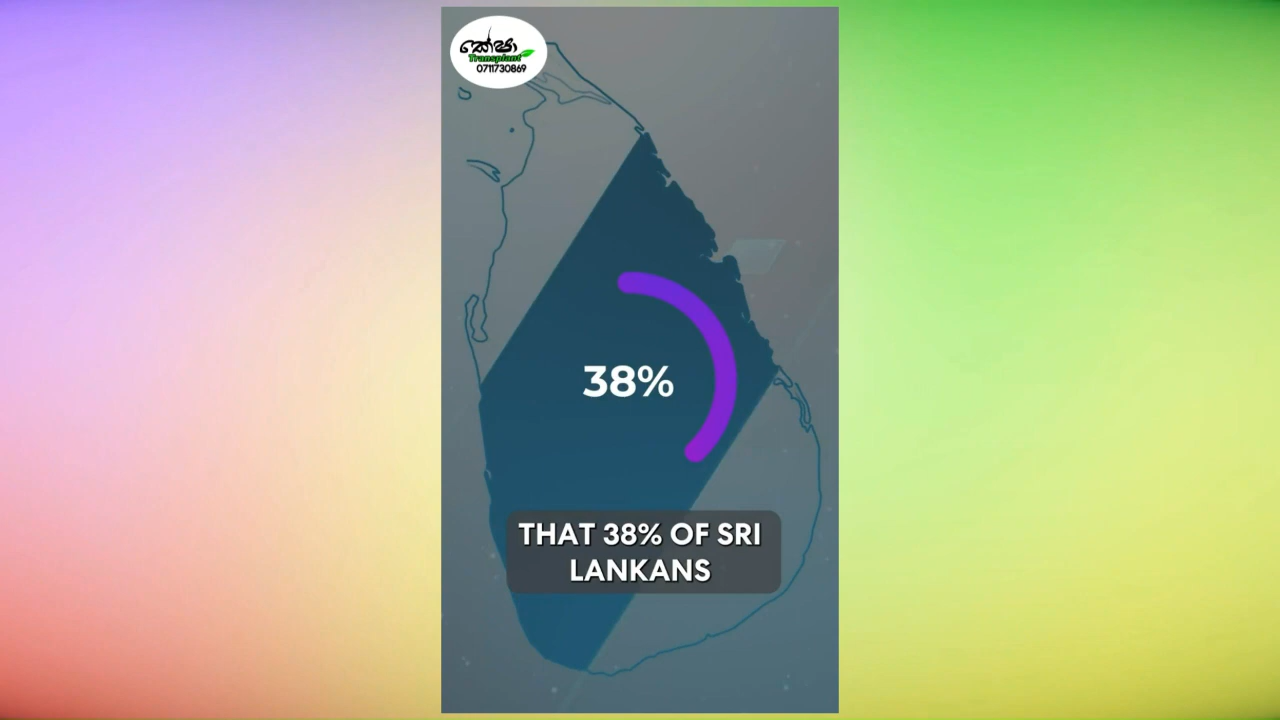 කේෂා
Transplant
0711730869
38%
THAT 38% OF SRI
LANKANS